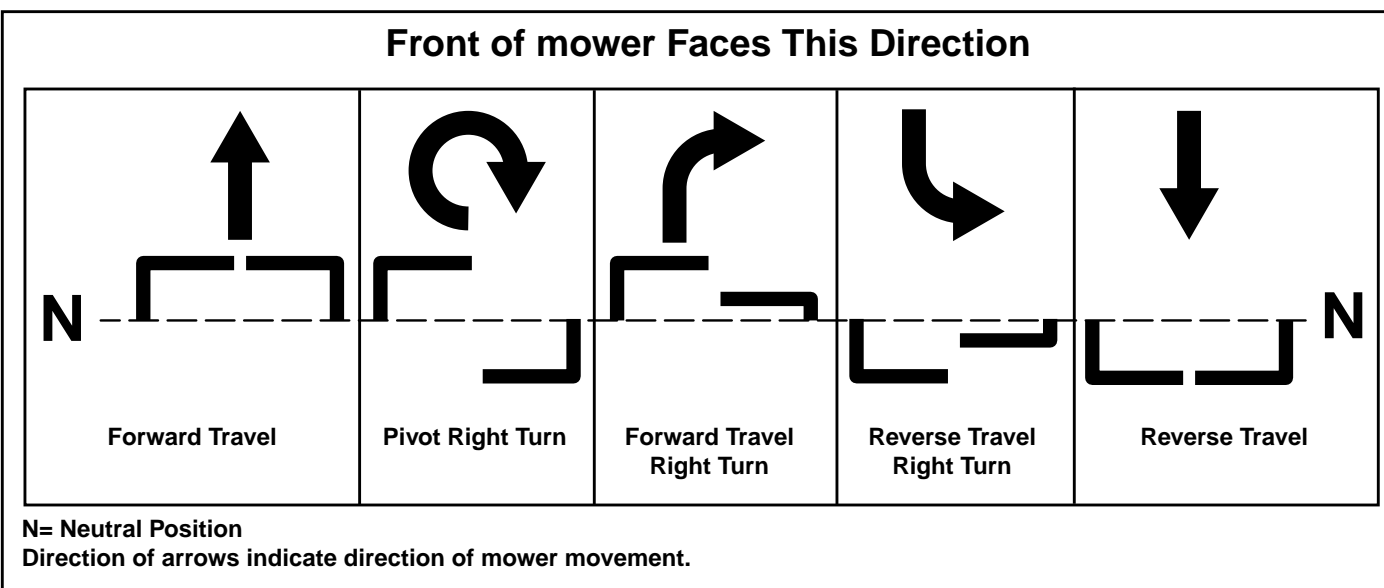 Front of mower Faces This Direction
N
N
Forward Travel
Pivot Right Turn
Forward Travel
Right Turn
Reverse Travel
Right Turn
Reverse Travel
N= Neutral Position
Direction of arrows indicate direction of mower movement.